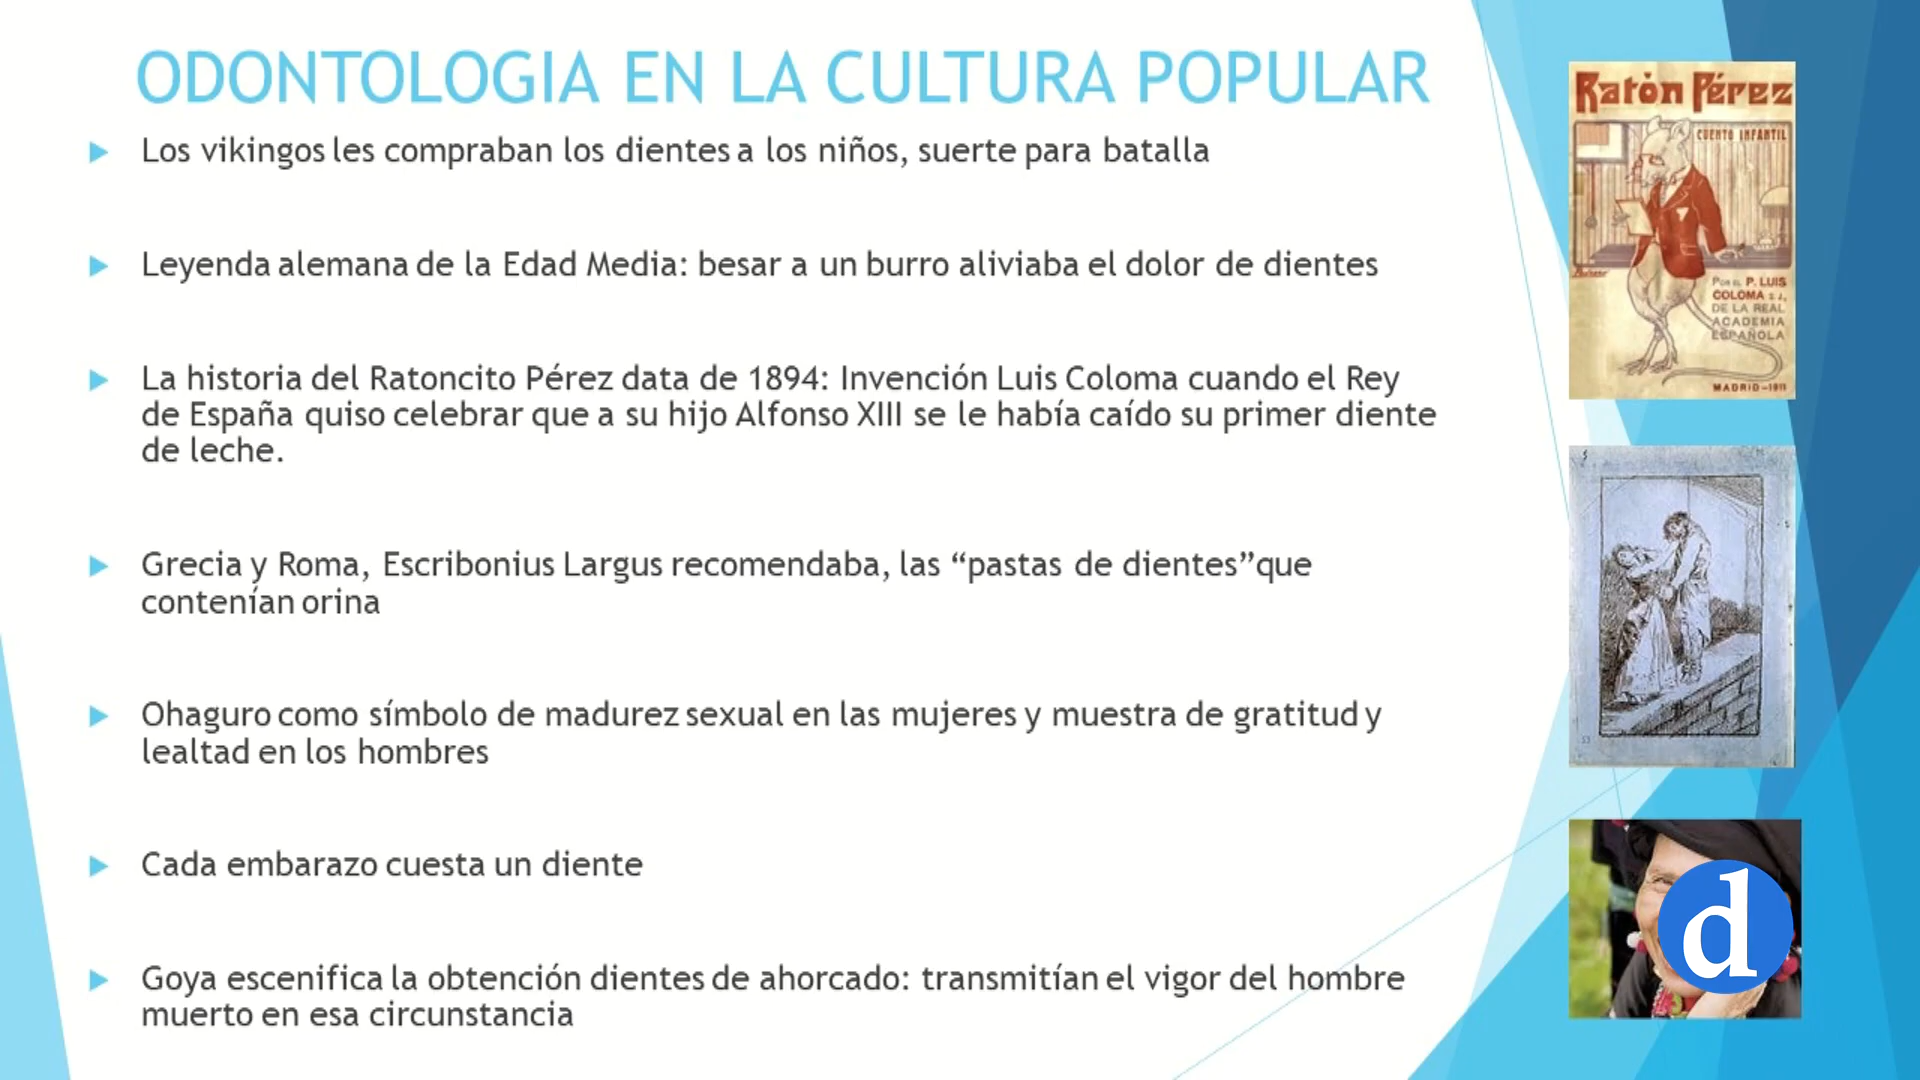 ODONTOLOGIA EN LA CULTURA POPULAR
Los vikingos les compraban los dientes a los niños, suerte para batalla
Leyenda alemana de la Edad Media: besar a un burro aliviaba el dolor de dientes
La historia del Ratoncito Pérez data de 1894: Invención Luis Coloma cuando el Rey
de España quiso celebrar que a su hijo Alfonso XIII se le había caído su primer diente
de leche.
Grecia y Roma, Escribonius Largus recomendaba, las “pastas de dientes”que
contenían orina
Ohaguro como símbolo de madurez sexual en las mujeres y muestra de gratitud y
lealtad en los hombres
Cada embarazo cuesta un diente
Goya escenifica la obtención dientes de ahorcado: transmitían el vigor del hombre
muerto en esa circunstancia
Ratòn Pérez
CUENTO INFANTIL
POR EL P. LUIS
COLOMA S.J.
DE LA REAL
ACADEMIA
ESPAÑOLA
MADRID-1911
d